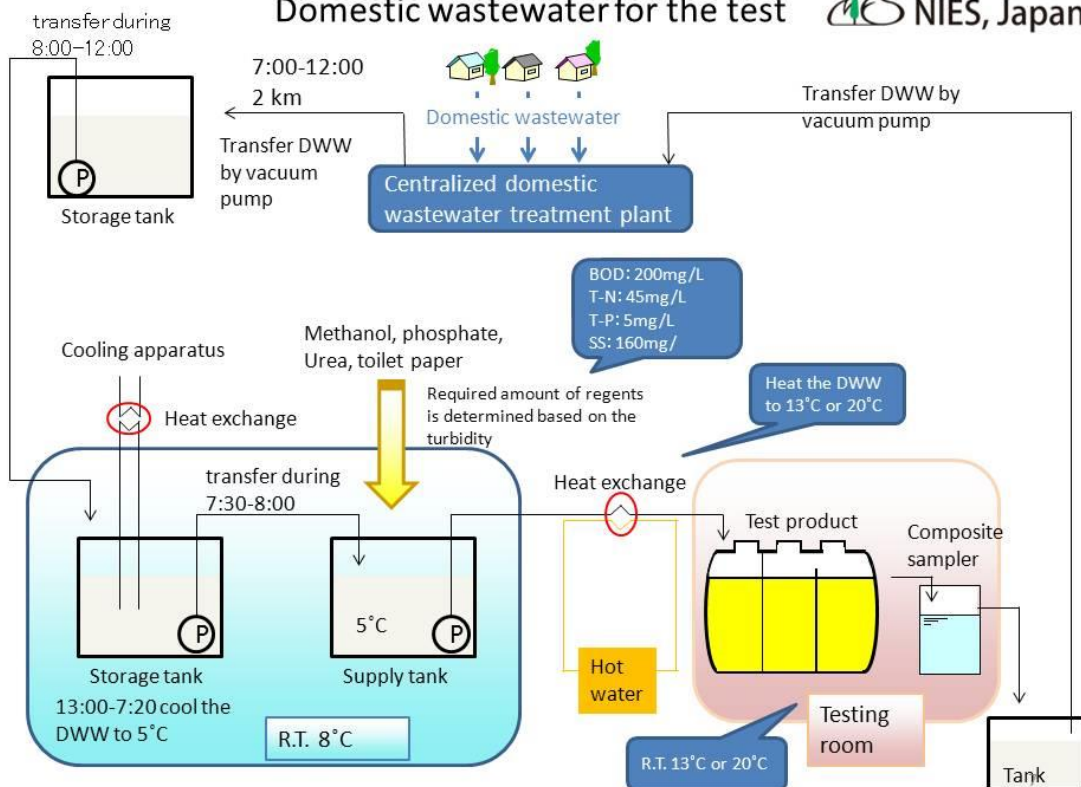 Domestic wastewater for the test
NIES, Japan
transfer during
8:00-12:00
7:00-12:00
2 km
Transfer DWW
by vacuum
pump
P
Storage tank
Domestic wastewater
Centralized domestic
wastewater treatment plant
Transfer DWW by
vacuum pump
BOD: 200mg/L
T-N: 45mg/L
T-P: 5mg/L
SS: 160mg/
Cooling apparatus
Heat exchange
Methanol, phosphate,
Urea, toilet paper
Required amount of regents
is determined based on the
turbidity
Heat the DWW
to 13°C or 20°C
transfer during
7:30-8:00
Heat exchange
P
Storage tank
13:00-7:20 cool the
DWW to 5°C
5°C
P
Supply tank
R.T. 8°C
Hot
water
Test product
Composite
sampler
Testing
room
R.T. 13°C or 20°C
Tank